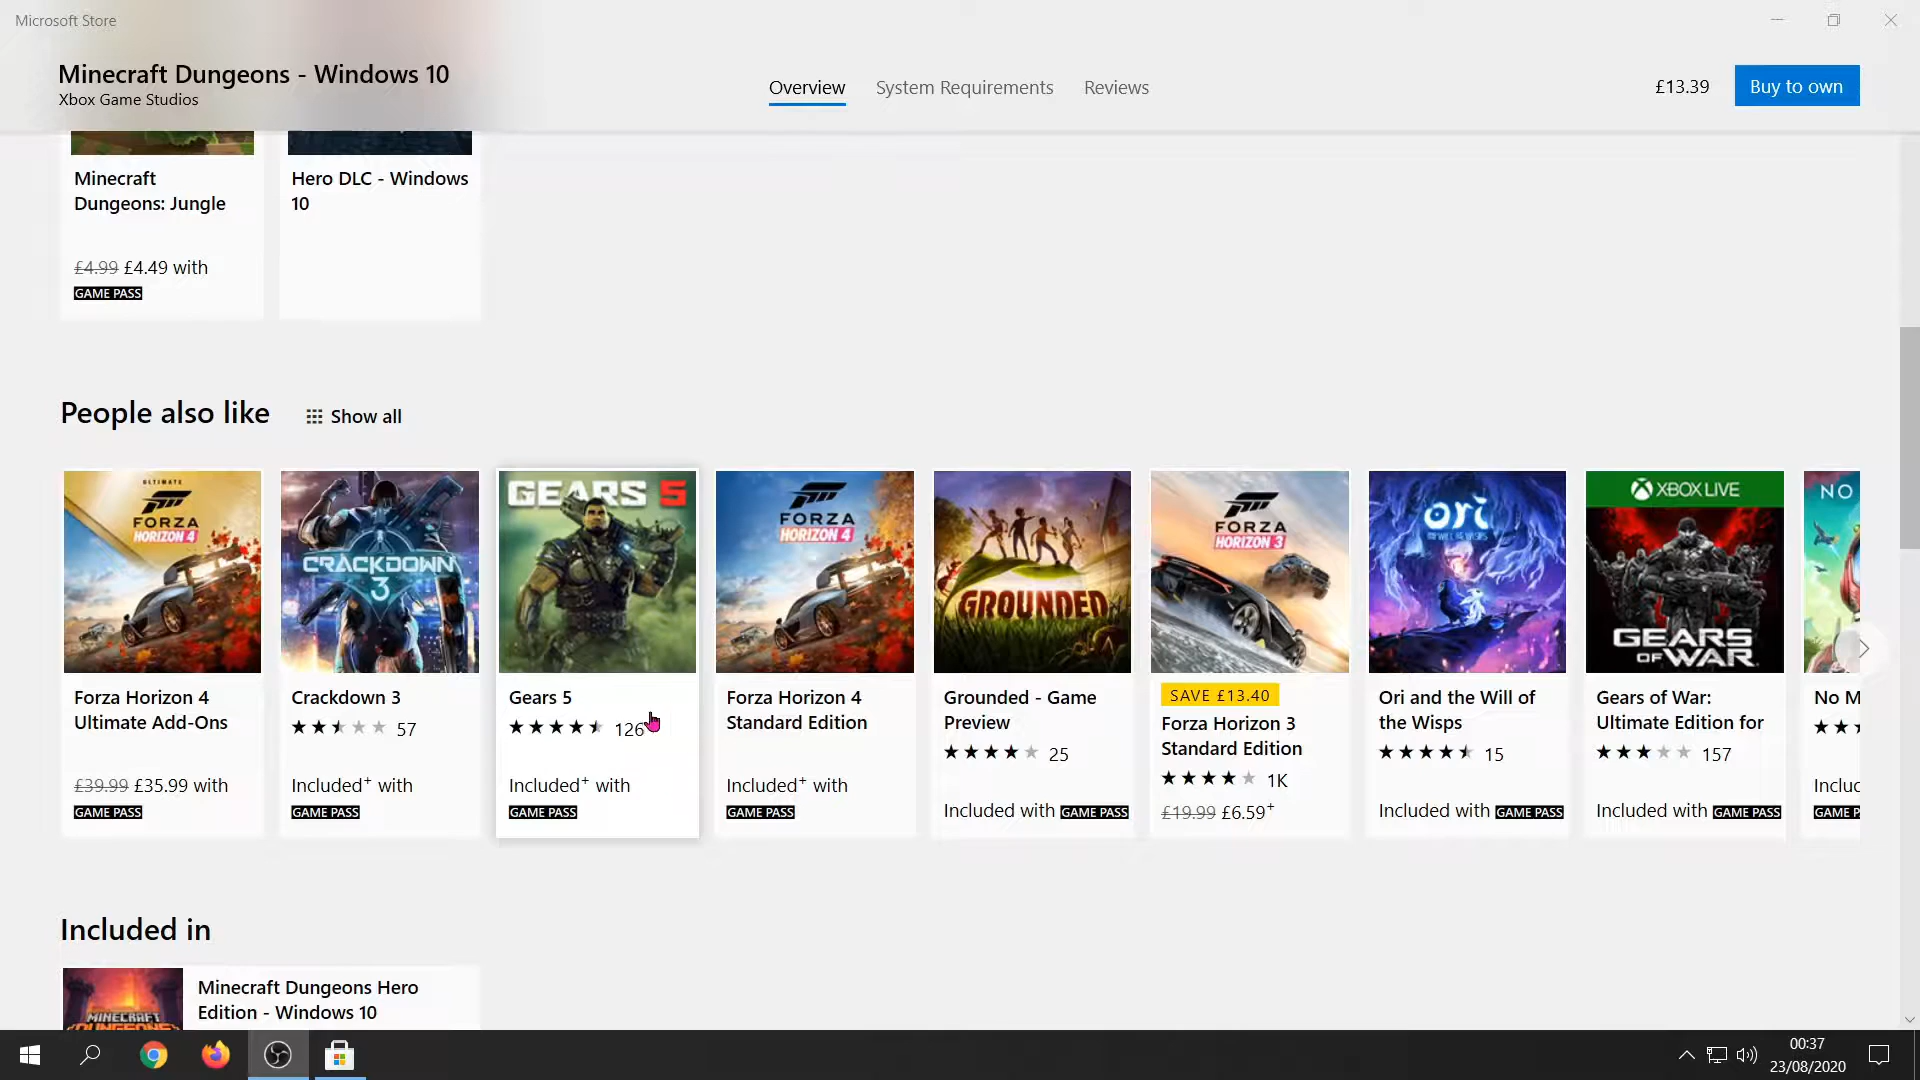 Microsoft Store
Minecraft Dungeons - Windows 10
Xbox Game Studios
Overview
System Requirements
Reviews
£13.39
Buy to own
Minecraft
Dungeons: Jungle
£4.99 £4.49 with
GAME PASS
Hero DLC - Windows
10
People also like
Show all
ULTIMATE
FORZA
HORIZON 4
Forza Horizon 4
Ultimate Add-Ons
£39.99 £35.99 with
GAME PASS
CRACKDOWN
3
Crackdown 3
57
Included+ with
GAME PASS
GEARS 5
Gears 5
126
Included+ with
GAME PASS
FORZA
HORIZON 4
Forza Horizon 4
Standard Edition
Included+ with
GAME PASS
GROUNDED
Grounded - Game
Preview
25
Included with GAME PASS
FORZA
HORIZON 3
SAVE £13.40
Forza Horizon 3
Standard Edition
1K
£19.99 £6.59+
ori
Ori and the Will of
the Wisps
15
Included with GAME PASS
XBOX LIVE
GEARS
OF WAR
Gears of War:
Ultimate Edition for
157
Included with GAME PASS
NO
No M
Includ
GAME P
Included in
MINECRAFT
DUNGEONS
Minecraft Dungeons Hero
Edition - Windows 10
00:37
23/08/2020